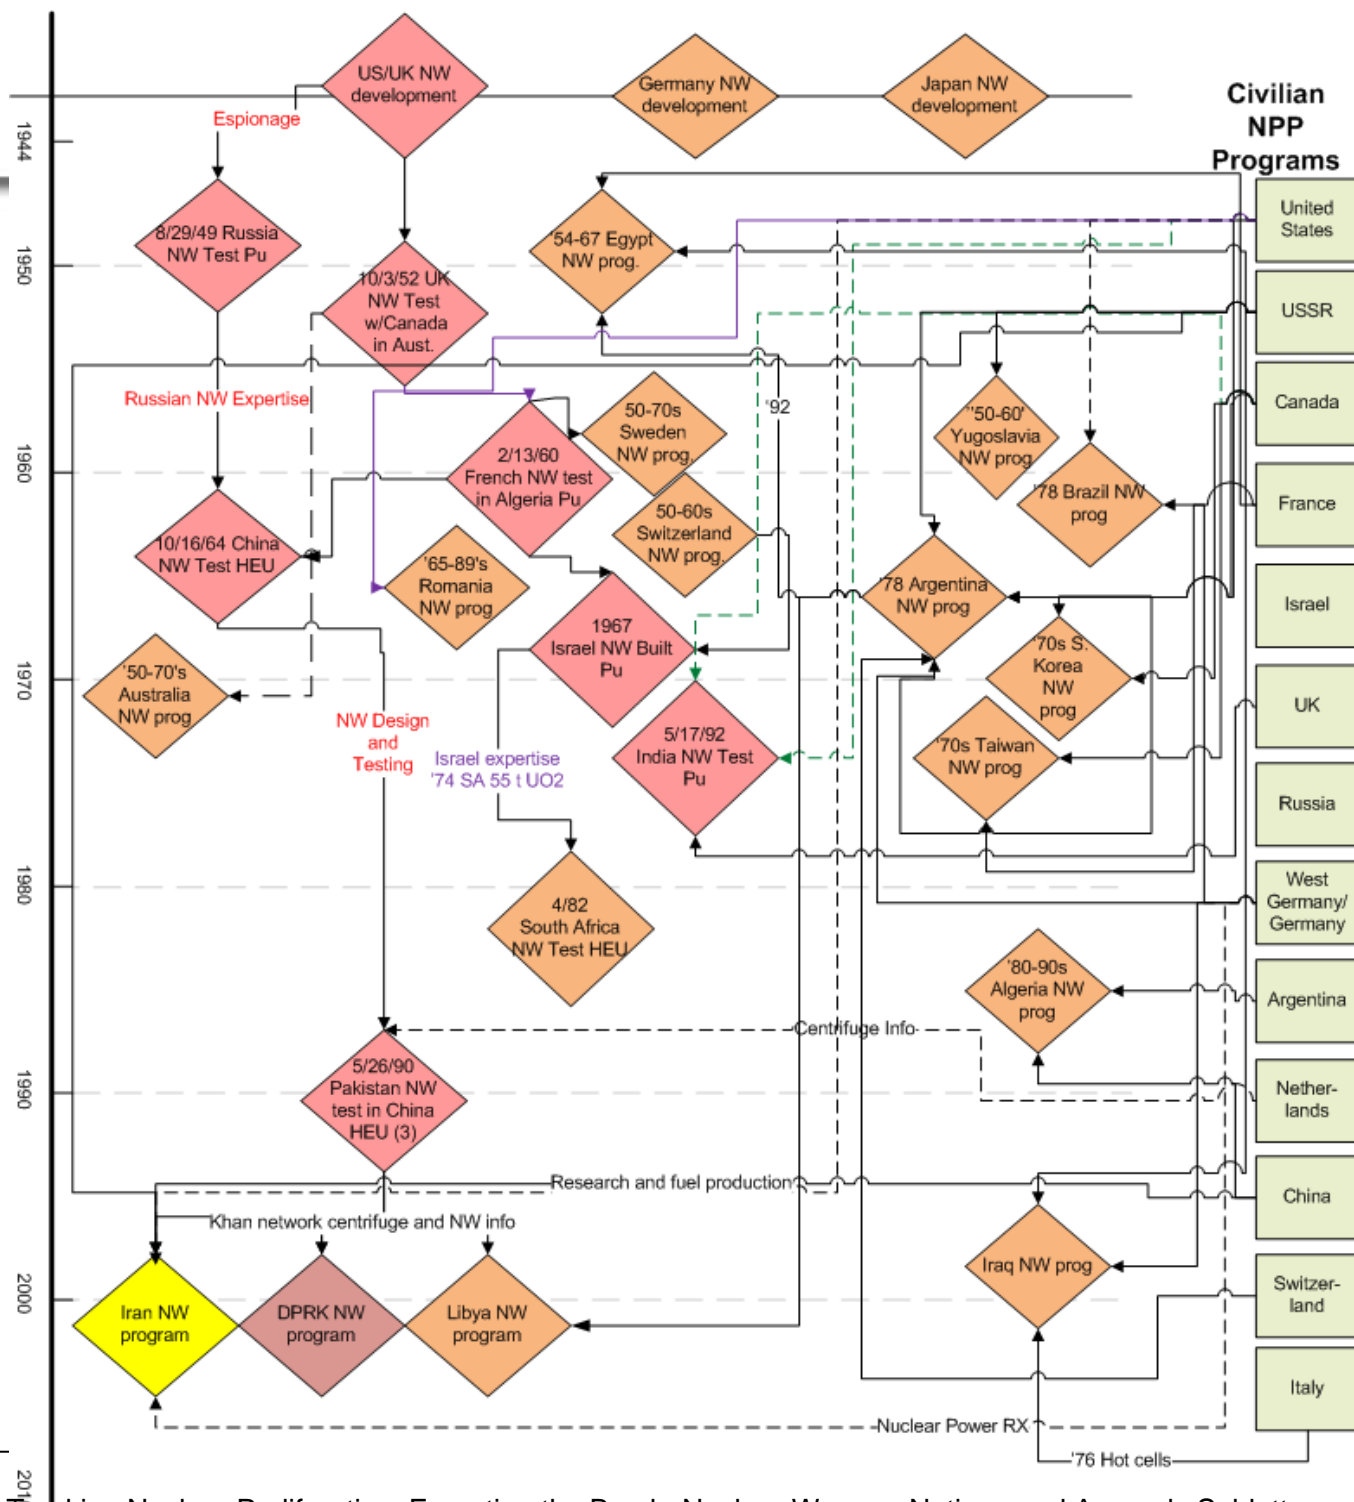 US/UK NW
development
Germany NW
development
Japan NW
development
Civilian
NPP
Programs
Espionage
1944
8/29/49 Russia
NW Test Pu
'54-67 Egypt
NW prog.
United
States
1950
10/3/52 UK
NW Test
w/Canada
in Aust.
USSR
Russian NW Expertise
50-70s
Sweden
NW prog.
'92
"50-60'
Yugoslavia
NW prog
Canada
1960
2/13/60
French NW test
in Algeria Pu
50-60s
Switzerland
NW prog.
'78 Brazil NW
prog
France
10/16/64 China
NW Test HEU
'65-89's
Romania
NW prog
'78 Argentina
NW prog
Israel
1967
Israel NW Built
Pu
'70s S.
Korea
NW
prog
1970
'50-70's
Australia
NW prog
UK
NW Design
and
Testing
Israel expertise
'74 SA 55 t UO2
5/17/92
India NW Test
Pu
'70s Taiwan
NW prog
Russia
1980
4/82
South Africa
NW Test HEU
West
Germany/
Germany
'80-90s
Algeria NW
prog
Argentina
Centrifuge Info
1990
5/26/90
Pakistan NW
test in China
HEU (3)
Nether-
lands
Research and fuel production
China
Khan network centrifuge and NW info
Iraq NW prog
2000
Iran NW
program
DPRK NW
program
Libya NW
program
Switzer-
land
Italy
Nuclear Power RX
'76 Hot cells